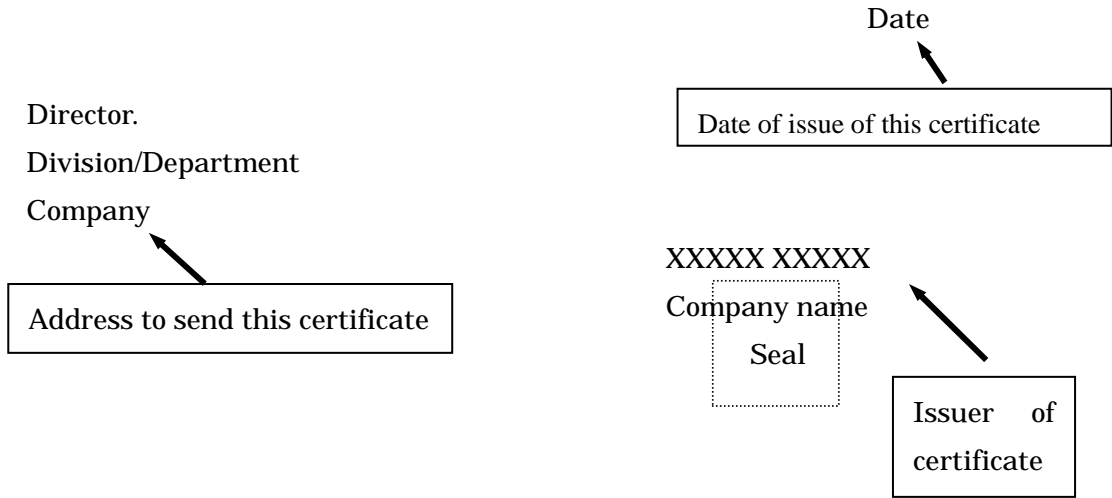 Date
Date of issue of this certificate
Director.
Division/Department
Company
Address to send this certificate
XXXXX XXXXX
Company name
Seal
Issuer of
certificate